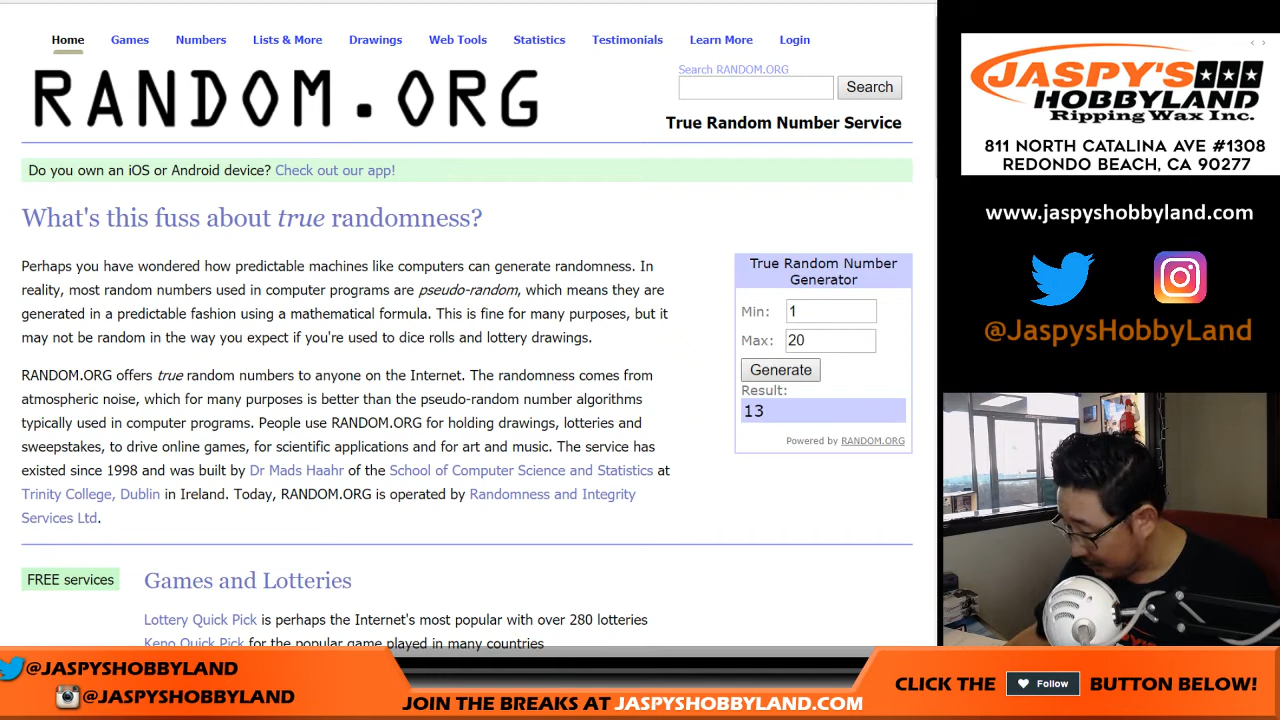 Home Games Numbers Lists & More Drawings Web Tools Statistics Testimonials Learn More Login
RANDOM.ORG
Search RANDOM.ORG
Search
True Random Number Service
Do you own an iOS or Android device? Check out our app!
What's this fuss about true randomness?
Perhaps you have wondered how predictable machines like computers can generate randomness. In
reality, most random numbers used in computer programs are pseudo-random, which means they are
generated in a predictable fashion using a mathematical formula. This is fine for many purposes, but it
may not be random in the way you expect if you're used to dice rolls and lottery drawings.
RANDOM.ORG offers true random numbers to anyone on the Internet. The randomness comes from
atmospheric noise, which for many purposes is better than the pseudo-random number algorithms
typically used in computer programs. People use RANDOM.ORG for holding drawings, lotteries and
sweepstakes, to drive online games, for scientific applications and for art and music. The service has
existed since 1998 and was built by Dr Mads Haahr of the School of Computer Science and Statistics at
Trinity College, Dublin in Ireland. Today, RANDOM.ORG is operated by Randomness and Integrity
Services Ltd.
True Random Number
Generator
Min: 1
Max: 20
Generate
Result:
13
Powered by RANDOM.ORG
FREE services
Games and Lotteries
Lottery Quick Pick is perhaps the Internet's most popular with over 280 lotteries
Keno Quick Pick for the popular game played in many countries
JASPY'S
HOBBYLAND
Ripping Wax Inc.
811 NORTH CATALINA AVE #1308
REDONDO BEACH, CA 90277
www.jaspyshobbyland.com
@JaspysHobbyLand
@JASPYSHOBBYLAND
@JASPYSHOBBYLAND
JOIN THE BREAKS AT JASPYSHOBBYLAND.COM
CLICK THE Follow BUTTON BELOW!